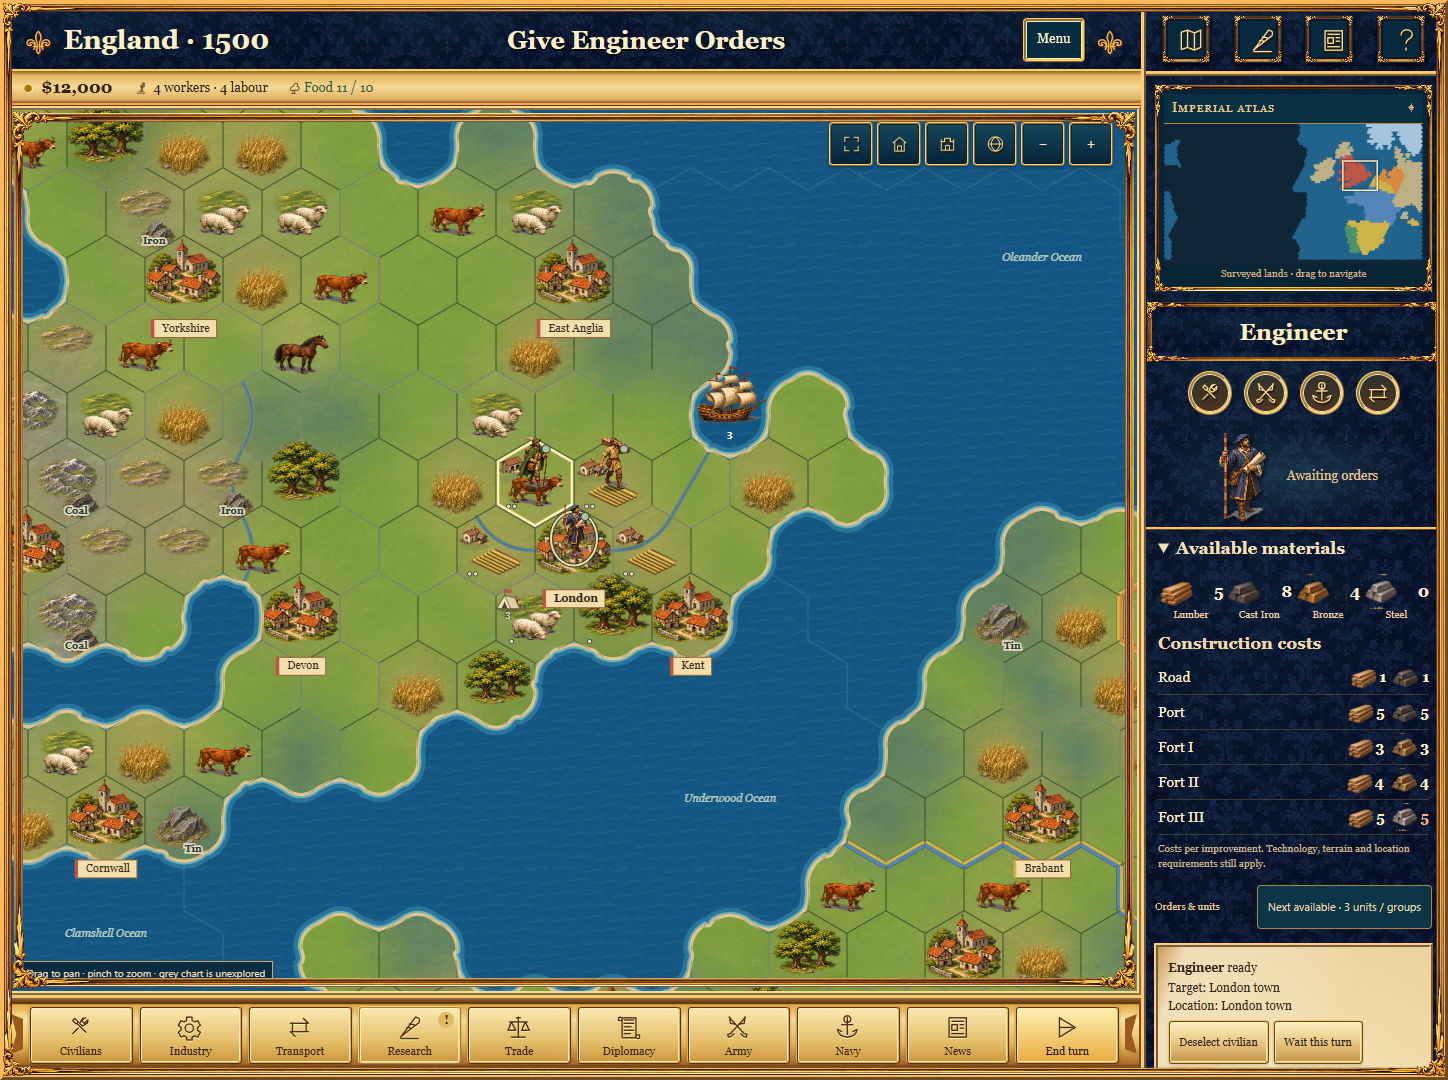 England · 1500
Give Engineer Orders
Menu
$12,000
4 workers · 4 labour
Food 11 / 10
−
+
?
Imperial atlas
Surveyed lands · drag to navigate
Engineer
Awaiting orders
Available materials
5
8
4
0
Lumber
Cast Iron
Bronze
Steel
Construction costs
Road 1 1
Port 5 5
Fort I 3 3
Fort II 4 4
Fort III 5 5
Costs per improvement. Technology, terrain and location
requirements still apply.
Orders & units
Next available · 3 units / groups
Engineer ready
Target: London town
Location: London town
Deselect civilian
Wait this turn
Iron
Oleander Ocean
Yorkshire
East Anglia
3
Coal
Iron
London
3
Coal
Devon
Kent
Tin
Underwood Ocean
Tin
Cornwall
Brabant
Clamshell Ocean
Drag to pan · pinch to zoom · grey chart is unexplored
Civilians
Industry
Transport
!
Research
Trade
Diplomacy
Army
Navy
News
End turn